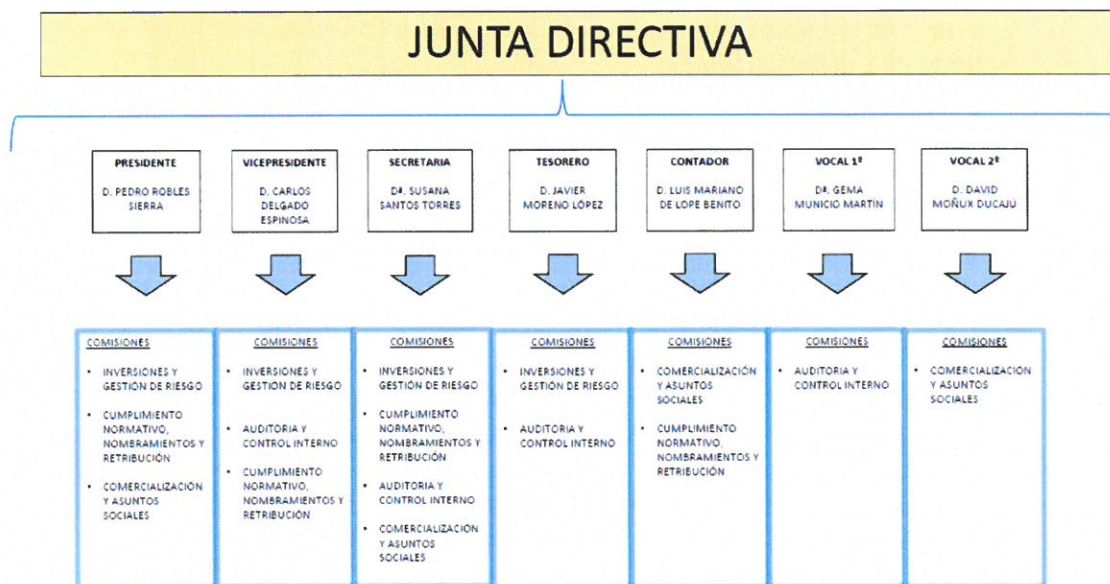 JUNTA DIRECTIVA
PRESIDENTE
D. PEDRO ROBLES
SIERRA
VICEPRESIDENTE
D. CARLOS
DELGADO
ESPINOSA
SECRETARIA
Dª. SUSANA
SANTOS TORRES
TESORERO
D. JAVIER
MORENO LÓPEZ
CONTADOR
D. LUIS MARIANO
DE LOPE BENITO
VOCAL 1º
Dª. GEMA
MUNICIO MARTÍN
VOCAL 2º
D. DAVID
MOÑUX DUCAJÚ
COMISIONES
• INVERSIONES Y
GESTIÓN DE RIESGO
• CUMPLIMIENTO
NORMATIVO,
NOMBRAMIENTOS Y
RETRIBUCIÓN
• COMERCIALIZACIÓN
Y ASUNTOS
SOCIALES
COMISIONES
• INVERSIONES Y
GESTIÓN DE RIESGO
• AUDITORIA Y
CONTROL INTERNO
• CUMPLIMIENTO
NORMATIVO,
NOMBRAMIENTOS Y
RETRIBUCIÓN
COMISIONES
• INVERSIONES Y
GESTIÓN DE RIESGO
• CUMPLIMIENTO
NORMATIVO,
NOMBRAMIENTOS Y
RETRIBUCIÓN
• AUDITORIA Y
CONTROL INTERNO
• COMERCIALIZACION
Y ASUNTOS
SOCIALES
COMISIONES
• INVERSIONES Y
GESTIÓN DE RIESGO
• AUDITORIA Y
CONTROL INTERNO
COMISIONES
• COMERCIALIZACIÓN
Y ASUNTOS
SOCIALES
• CUMPLIMIENTO
NORMATIVO,
NOMBRAMIENTOS Y
RETRIBUCIÓN
COMISIONES
• AUDITORIA Y
CONTROL INTERNO
COMISIONES
• COMERCIALIZACION
Y ASUNTOS
SOCIALES